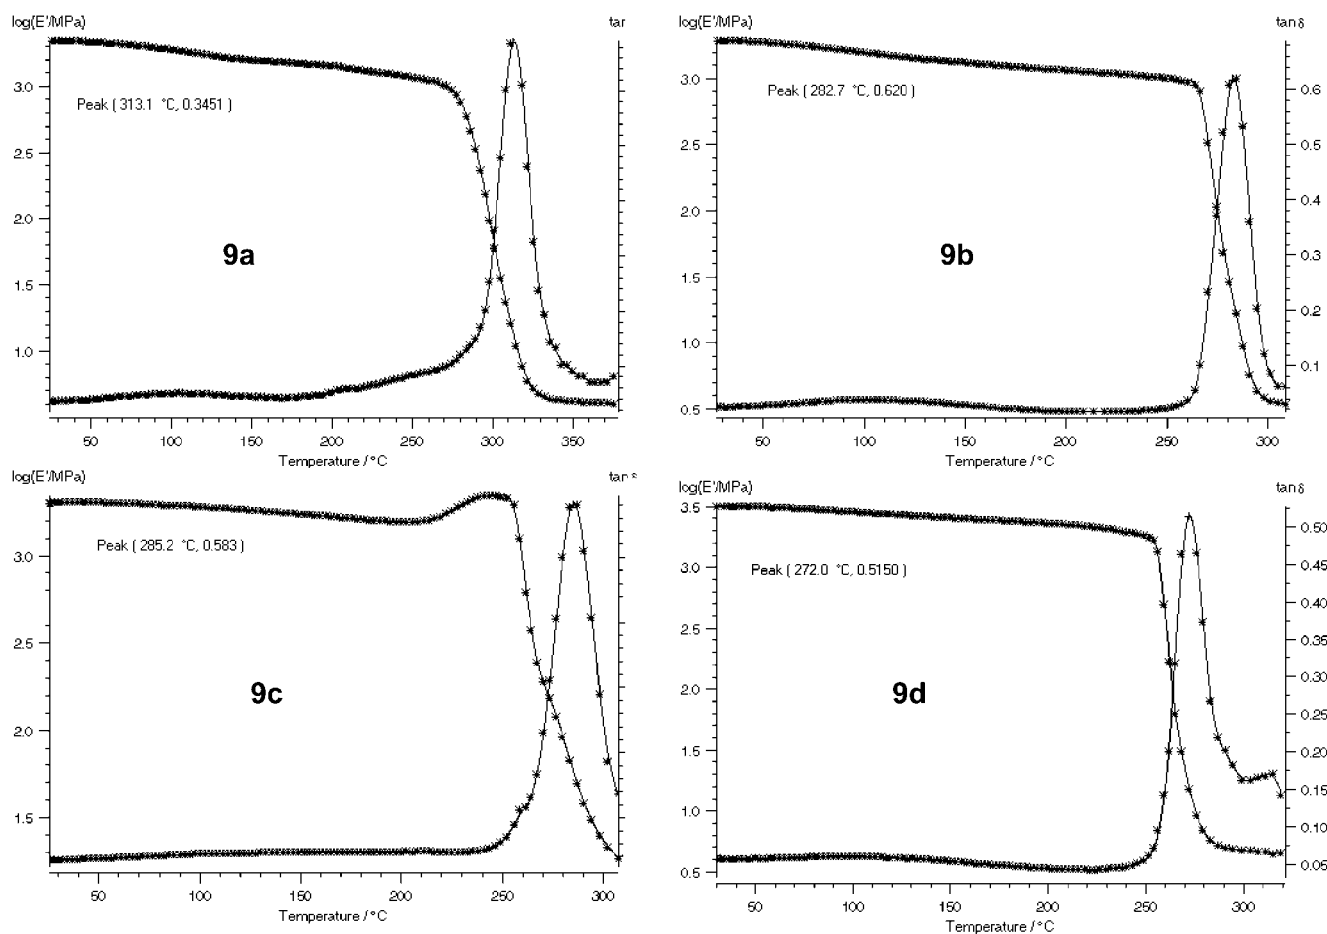 log(E'/MPa) tar
3.0
2.5
2.0
1.5
1.0
Peak ( 313.1 °C, 0.3451 )
9a
50 100 150 200 250 300 350
Temperature / °C
log(E'/MPa) tan δ
3.0
2.5
2.0
1.5
1.0
0.5
0.6
0.5
0.4
0.3
0.2
0.1
Peak ( 282.7 °C, 0.620 )
9b
50 100 150 200 250 300
Temperature / °C
log(E'/MPa) tan
3.0
2.5
2.0
1.5
Peak ( 285.2 °C, 0.583 )
9c
50 100 150 200 250 300
Temperature / °C
log(E'/MPa) tan δ
3.5
3.0
2.5
2.0
1.5
1.0
0.5
0.50
0.45
0.40
0.35
0.30
0.25
0.20
0.15
0.10
0.05
Peak ( 272.0 °C, 0.5150 )
9d
50 100 150 200 250 300
Temperature / °C